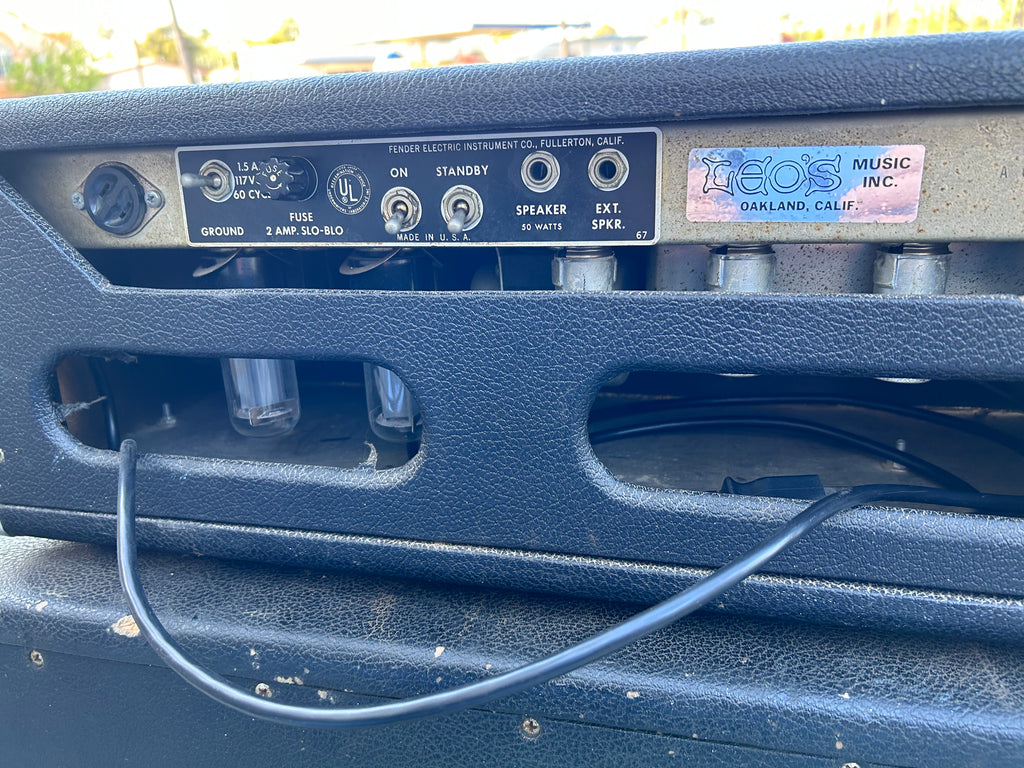 FENDER ELECTRIC INSTRUMENT CO., FULLERTON, CALIF.
1.5 A.
117V
60 CYC
GROUND
FUSE
2 AMP. SLO-BLO
UL
ON
STANDBY
MADE IN U. S. A.
SPEAKER
50 WATTS
EXT.
SPKR.
67
LEO'S MUSIC
INC.
OAKLAND, CALIF.